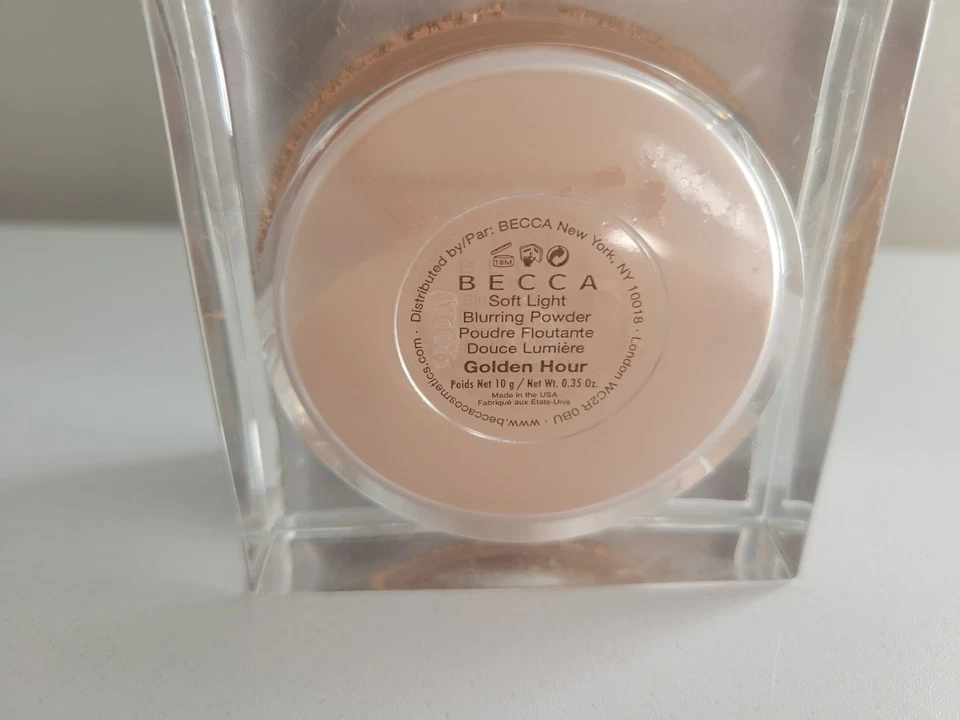 Distributed by/Par: BECCA New York, NY 10018 · London WC2R 0BU · www.beccacosmetics.com ·
BECCA
Soft Light
Blurring Powder
Poudre Floutante
Douce Lumière
Golden Hour
Poids Net 10 g / Net Wt. 0.35 Oz.
Made in the USA
Fabriqué aux États-Unis